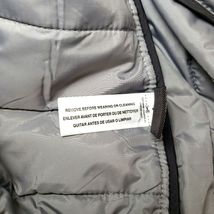 REMOVE BEFORE WEARING OR CLEANING
ENLEVER AVANT DE PORTER OU DE NETTOYER
QUITAR ANTES DE USAR O LIMPIAR